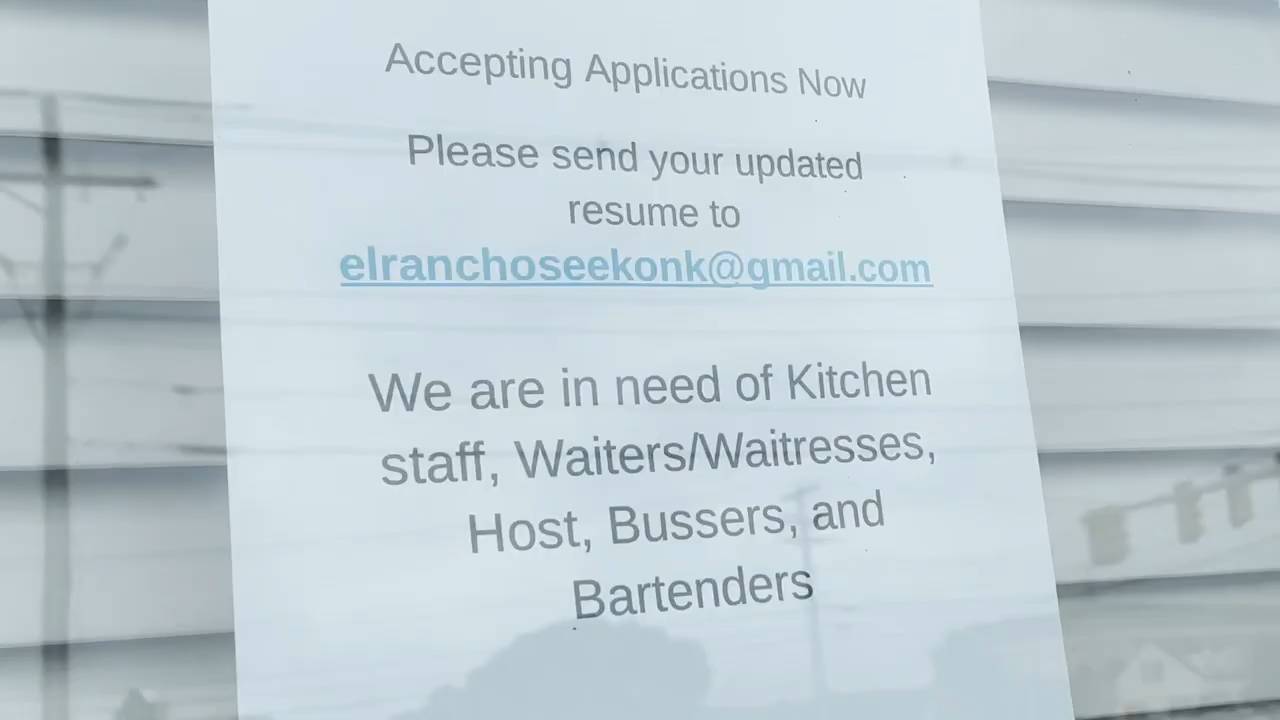 Accepting Applications Now
Please send your updated
resume to
elranchoseekonk@gmail.com
We are in need of Kitchen
staff, Waiters/Waitresses,
Host, Bussers, and
Bartenders